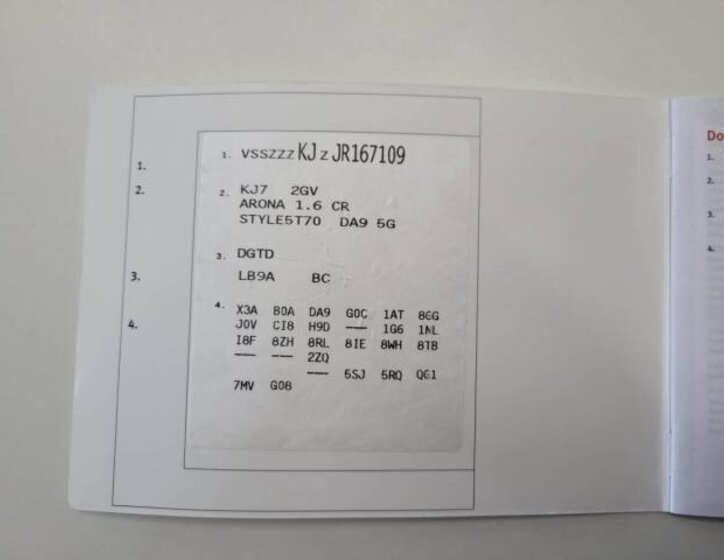 1. VSSZZZ KJ Z JR167109
1.
2. KJ7 2GV
2.
ARONA 1.6 CR
STYLE5T70 DA9 5G
3. DGTD
3.
LB9A BC
4. X3A B0A DA9 G0C 1AT 8GG
4.
J0V CI8 H9D --- 1G6 1NL
I8F 8ZH 8RL 8IE 8WH 8TB
--- --- 2ZQ
--- 5SJ 5RQ QG1
7MV G0B
Do
1.
2.
3.
4.